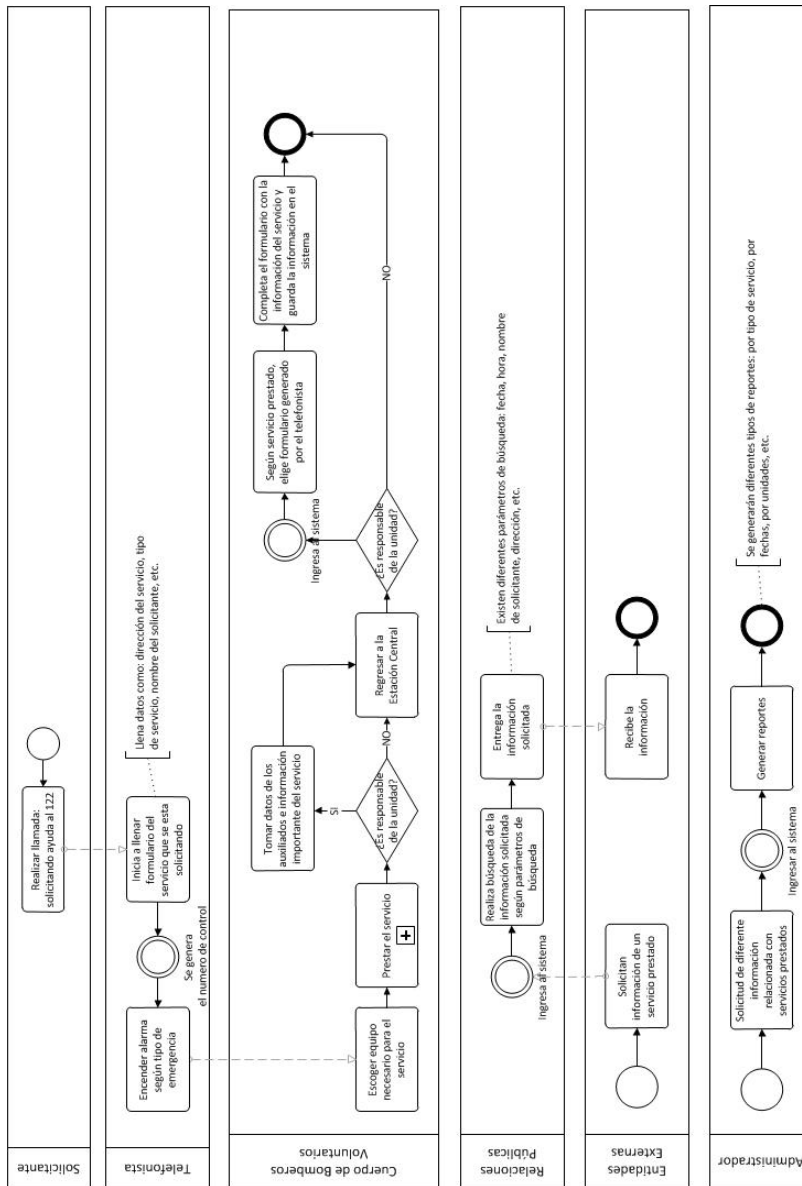 Solicitante
Realizar llamada:
solicitando ayuda al 122
Telefonista
Encender alarma
según tipo de
emergencia
Se genera
el numero de control
Inicia a llenar
formulario del
servicio que se esta
solicitando
Llena datos como: dirección del servicio, tipo
de servicio, nombre del solicitante, etc.
Cuerpo de Bomberos
Voluntarios
Escoger equipo
necesario para el
servicio
Prestar el servicio
¿Es responsable
de la unidad?
SI
NO
Tomar datos de los
auxiliados e información
importante del servicio
Regresar a la
Estación Central
¿Es responsable
de la unidad?
NO
Ingresa al sistema
Según servicio prestado,
elige formulario generado
por el telefonista
Completa el formulario con la
información del servicio y
guarda la información en el
sistema
Relaciones
Públicas
Ingresa al sistema
Realiza búsqueda de la
información solicitada
según parámetros de
búsqueda
Entrega la
información
solicitada
Existen diferentes parámetros de búsqueda: fecha, hora, nombre
de solicitante, dirección, etc.
Entidades
Externas
Solicitan
información de un
servicio prestado
Recibe la
información
Administrador
Solicitud de diferente
información
relacionada con
servicios prestados
Ingresar al sistema
Generar reportes
Se generarán diferentes tipos de reportes: por tipo de servicio, por
fechas, por unidades, etc.